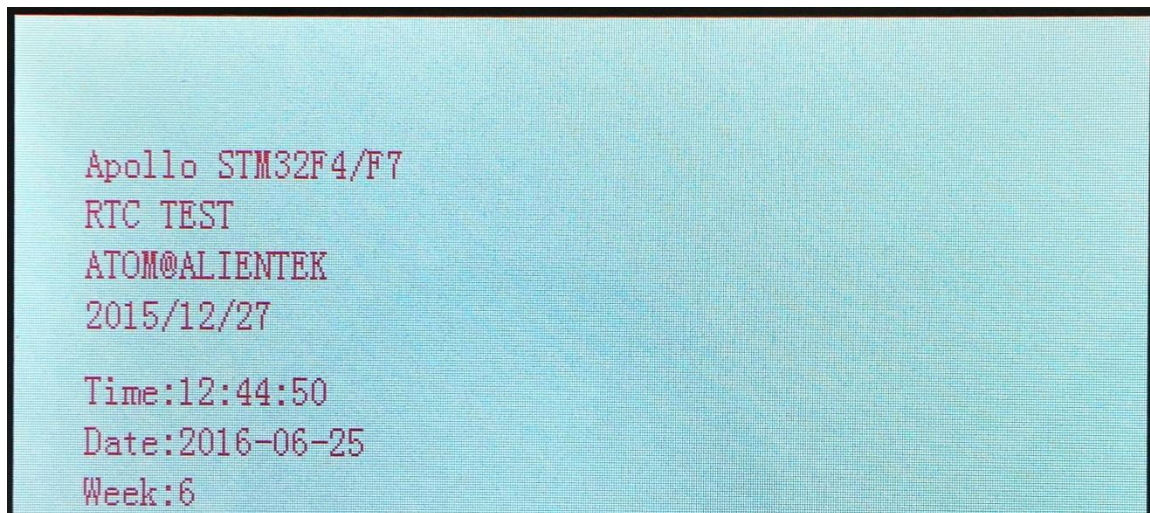 Apollo STM32F4/F7
RTC TEST
ATOM@ALIENTEK
2015/12/27
Time:12:44:50
Date:2016-06-25
Week:6